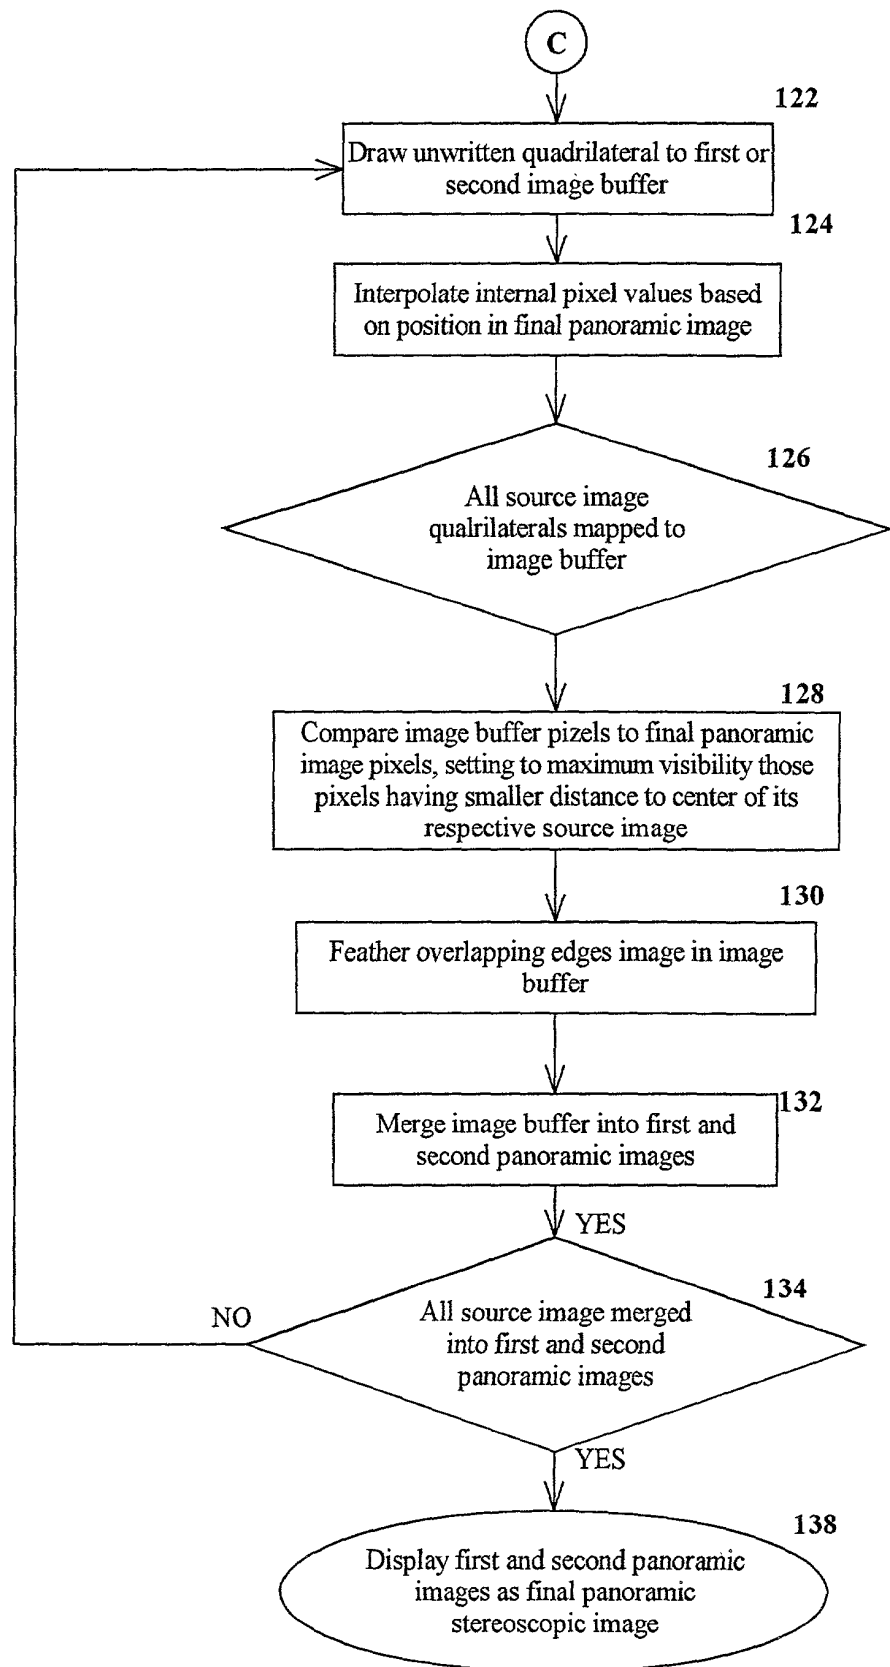 C
122
Draw unwritten quadrilateral to first or
second image buffer
124
Interpolate internal pixel values based
on position in final panoramic image
126
All source image
qualrilaterals mapped to
image buffer
128
Compare image buffer pizels to final panoramic
image pixels, setting to maximum visibility those
pixels having smaller distance to center of its
respective source image
130
Feather overlapping edges image in image
buffer
132
Merge image buffer into first and
second panoramic images
YES
134
NO
All source image merged
into first and second
panoramic images
YES
138
Display first and second panoramic
images as final panoramic
stereoscopic image